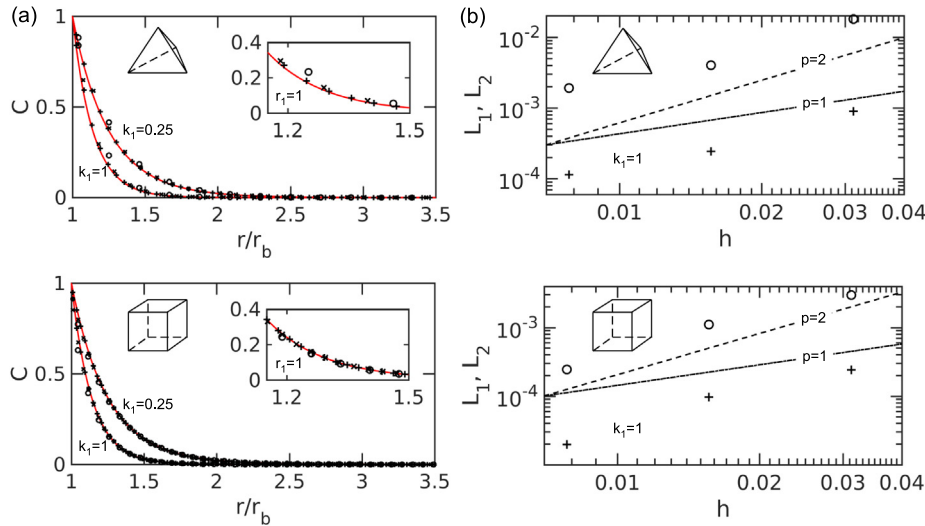 (a)
(b)
1
0.5
0
C
k₁=0.25
k₁=1
0.4
0.2
0
r₁=1
1.2
1.5
1 1.5 2 2.5 3 3.5
r/r_b
10⁻²
10⁻³
10⁻⁴
L₁, L₂
p=2
p=1
k₁=1
0.01 0.02 0.03 0.04
h
1
0.5
0
C
k₁=0.25
k₁=1
0.4
0.2
0
r₁=1
1.2
1.5
1 1.5 2 2.5 3 3.5
r/r_b
10⁻³
10⁻⁴
L₁, L₂
p=2
p=1
k₁=1
0.01 0.02 0.03 0.04
h